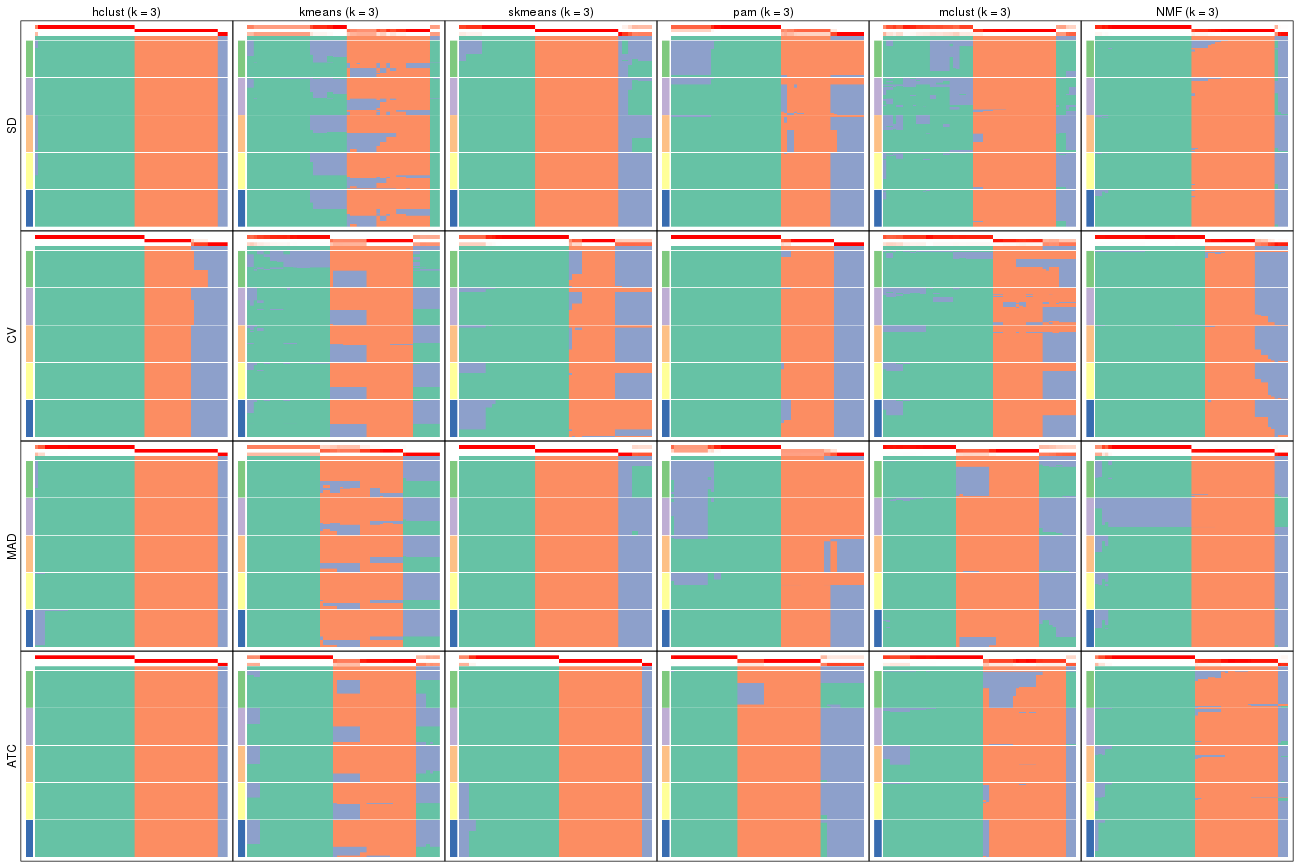 hclust (k = 3) kmeans (k = 3) skmeans (k = 3) pam (k = 3) mclust (k = 3) NMF (k = 3)
SD
CV
MAD
ATC